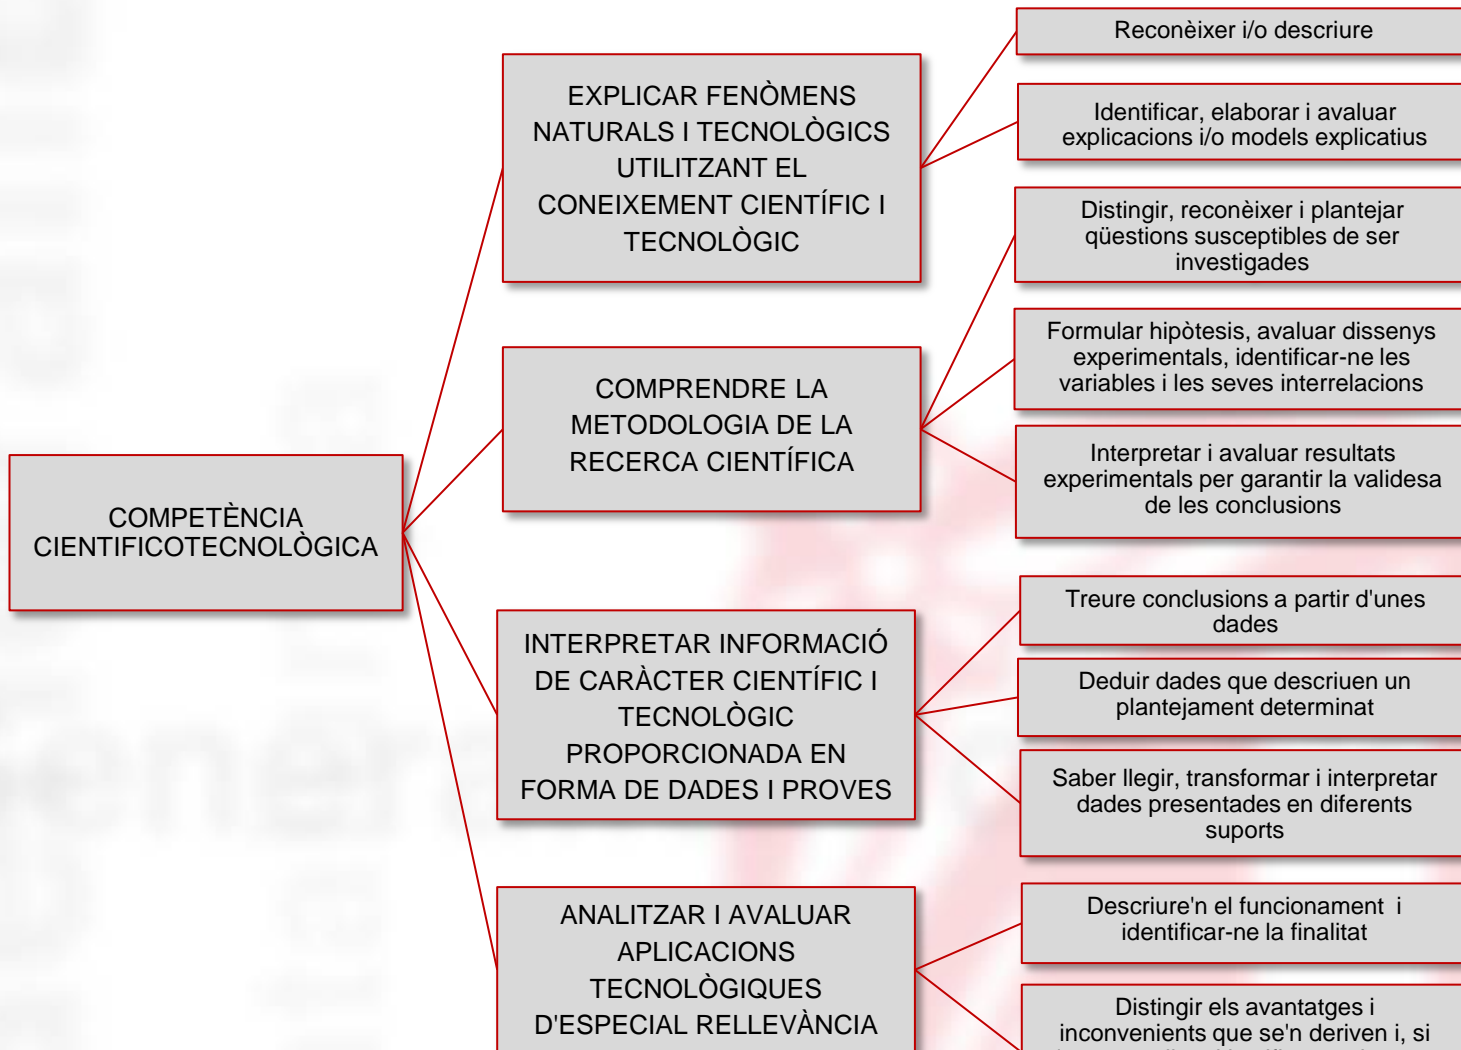 COMPETÈNCIA
CIENTIFICOTECNOLÒGICA
EXPLICAR FENÒMENS
NATURALS I TECNOLÒGICS
UTILITZANT EL
CONEIXEMENT CIENTÍFIC I
TECNOLÒGIC
Reconèixer i/o descriure
Identificar, elaborar i avaluar
explicacions i/o models explicatius
COMPRENDRE LA
METODOLOGIA DE LA
RECERCA CIENTÍFICA
Distingir, reconèixer i plantejar
qüestions susceptibles de ser
investigades
Formular hipòtesis, avaluar dissenys
experimentals, identificar-ne les
variables i les seves interrelacions
Interpretar i avaluar resultats
experimentals per garantir la validesa
de les conclusions
INTERPRETAR INFORMACIÓ
DE CARÀCTER CIENTÍFIC I
TECNOLÒGIC
PROPORCIONADA EN
FORMA DE DADES I PROVES
Treure conclusions a partir d'unes
dades
Deduir dades que descriuen un
plantejament determinat
Saber llegir, transformar i interpretar
dades presentades en diferents
suports
ANALITZAR I AVALUAR
APLICACIONS
TECNOLÒGIQUES
D'ESPECIAL RELLEVÀNCIA
Descriure'n el funcionament i
identificar-ne la finalitat
Distingir els avantatges i
inconvenients que se'n deriven i, si